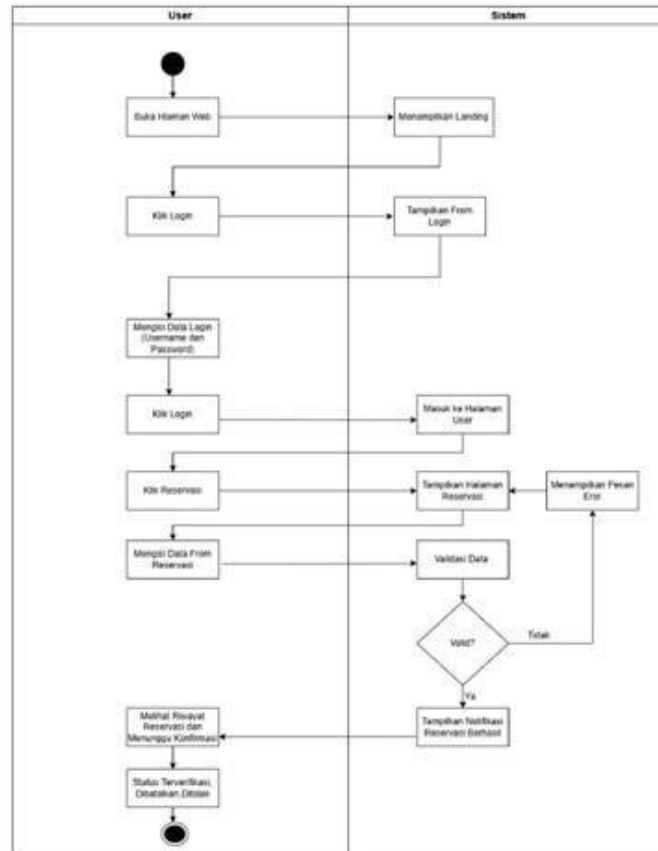 User
Sistem
Buka Hlaman Web
Menampilkan Landing
Klik Login
Tampilkan From
Login
Mengisi Data Login
(Username dan
Password)
Klik Login
Masuk ke Halaman
User
Klik Reservasi
Tampilkan Halaman
Reservasi
Menampilkan Pesan
Eror
Mengisi Data From
Reservasi
Validasi Data
Valid?
Tidak
Ya
Melihat Riwayat
Reservasi dan
Menunggu Konfirmasi
Tampilkan Notifikasi
Reservasi Berhasil
Status Terverifikasi,
Dibatalkan,Ditolak